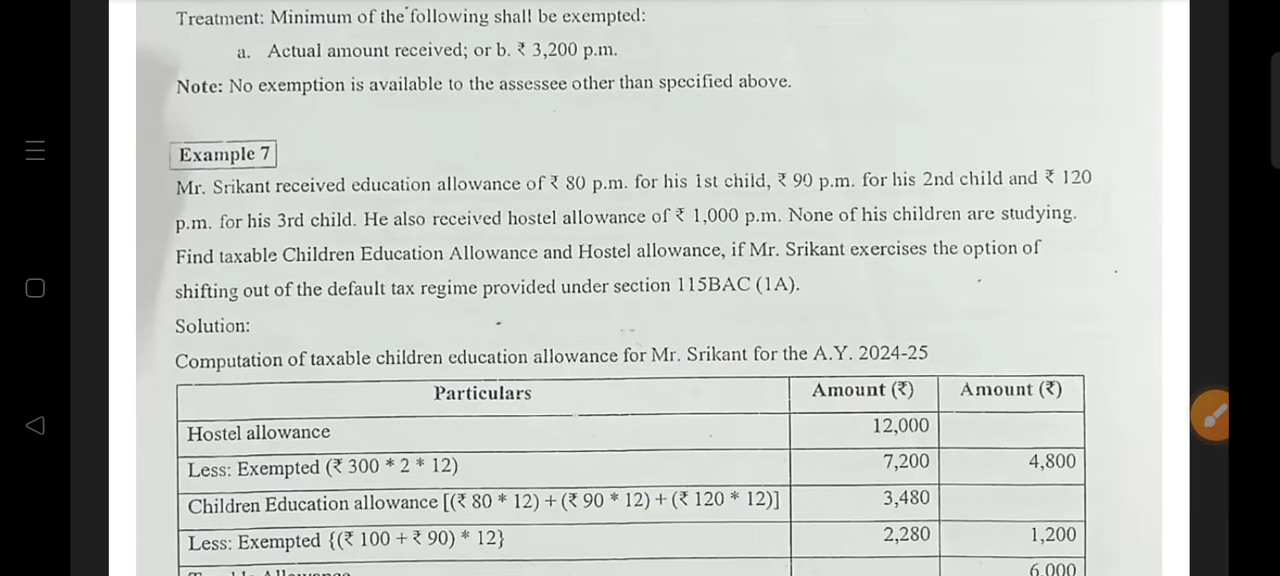 Treatment: Minimum of the following shall be exempted:
a. Actual amount received; or b. ₹ 3,200 p.m.
Note: No exemption is available to the assessee other than specified above.
Example 7
Mr. Srikant received education allowance of ₹ 80 p.m. for his 1st child, ₹ 90 p.m. for his 2nd child and ₹ 120
p.m. for his 3rd child. He also received hostel allowance of ₹ 1,000 p.m. None of his children are studying.
Find taxable Children Education Allowance and Hostel allowance, if Mr. Srikant exercises the option of
shifting out of the default tax regime provided under section 115BAC (1A).
Solution:
Computation of taxable children education allowance for Mr. Srikant for the A.Y. 2024-25
Particulars Amount (₹) Amount (₹)
Hostel allowance 12,000
Less: Exempted (₹ 300 * 2 * 12) 7,200 4,800
Children Education allowance [(₹ 80 * 12) + (₹ 90 * 12) + (₹ 120 * 12)] 3,480
Less: Exempted {(₹ 100 + ₹ 90) * 12} 2,280 1,200
6,000